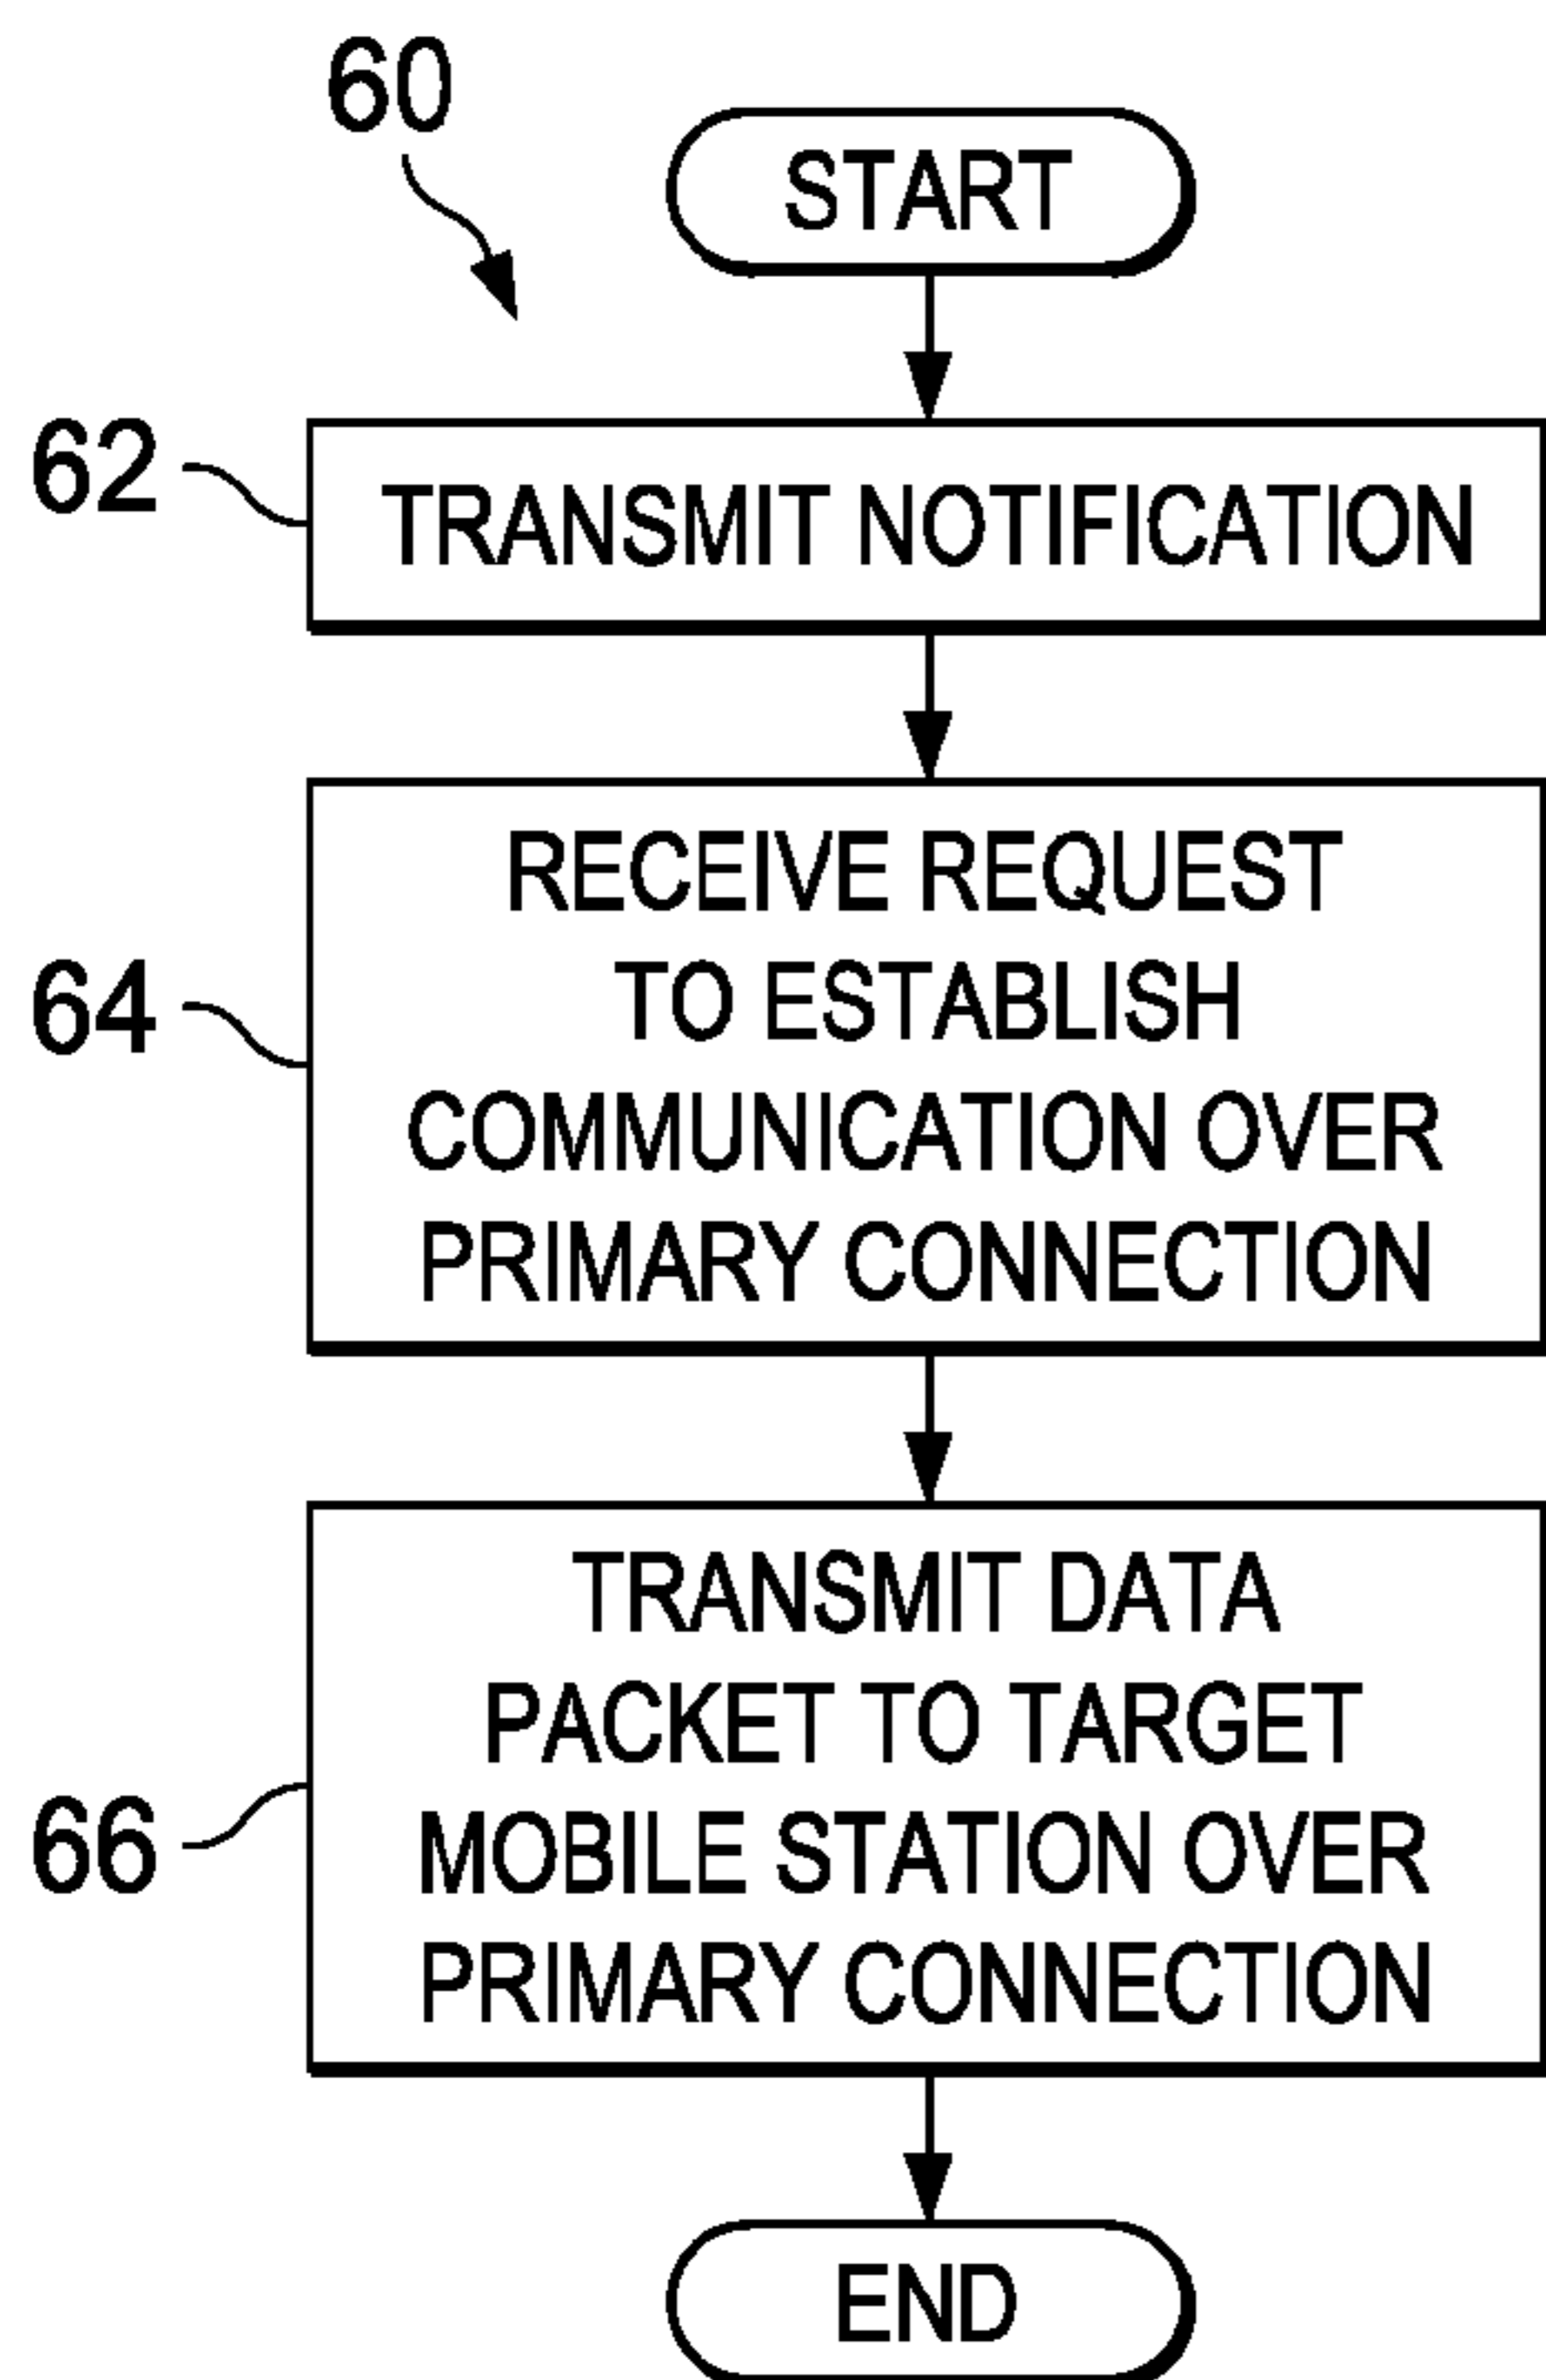 60
START
62
TRANSMIT NOTIFICATION
64
RECEIVE REQUEST
TO ESTABLISH
COMMUNICATION OVER
PRIMARY CONNECTION
66
TRANSMIT DATA
PACKET TO TARGET
MOBILE STATION OVER
PRIMARY CONNECTION
END